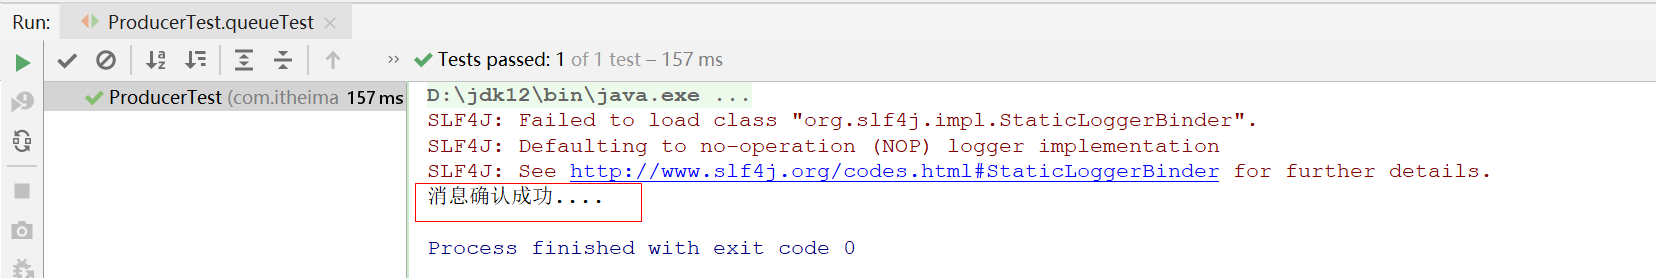 Run: ProducerTest.queueTest ×
» Tests passed: 1 of 1 test – 157 ms
ProducerTest (com.itheima 157 ms
D:\jdk12\bin\java.exe ...
SLF4J: Failed to load class "org.slf4j.impl.StaticLoggerBinder".
SLF4J: Defaulting to no-operation (NOP) logger implementation
SLF4J: See http://www.slf4j.org/codes.html#StaticLoggerBinder for further details.
消息确认成功....
Process finished with exit code 0